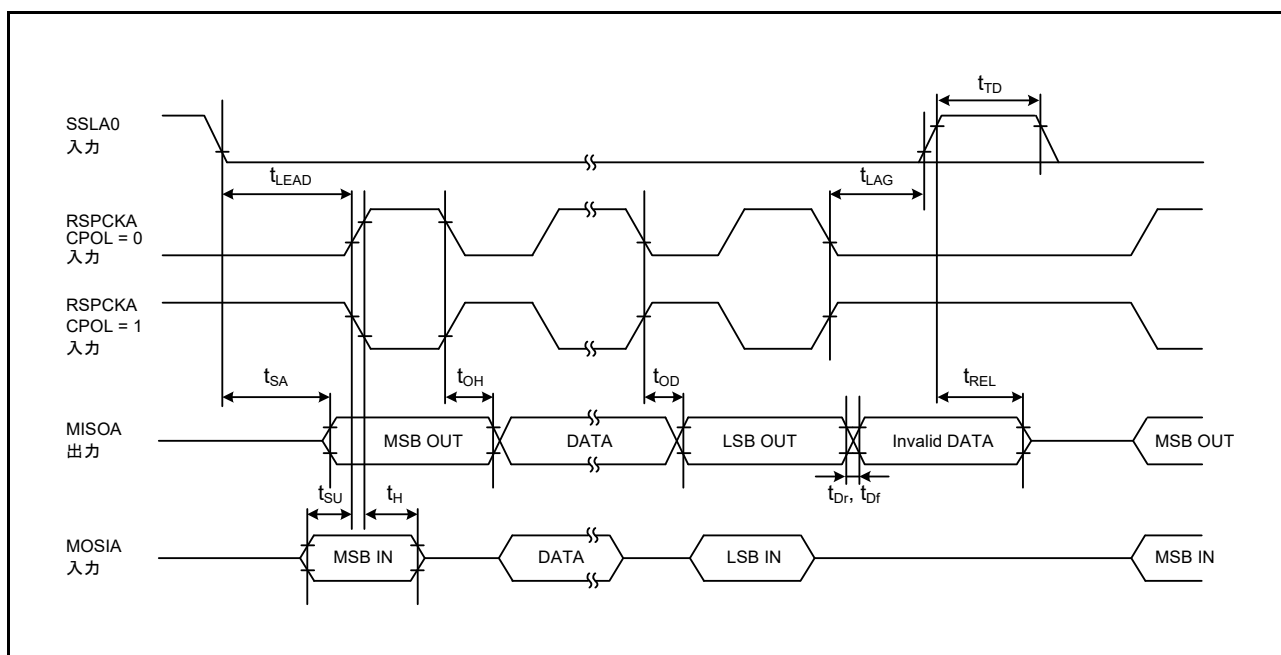 tTD
SSLA0
入力
tLEAD
tLAG
RSPCKA
CPOL = 0
入力
RSPCKA
CPOL = 1
入力
tSA
tOH
tOD
tREL
MISOA
出力
MSB OUT
DATA
LSB OUT
Invalid DATA
MSB OUT
tSU
tH
tDr, tDf
MOSIA
入力
MSB IN
DATA
LSB IN
MSB IN